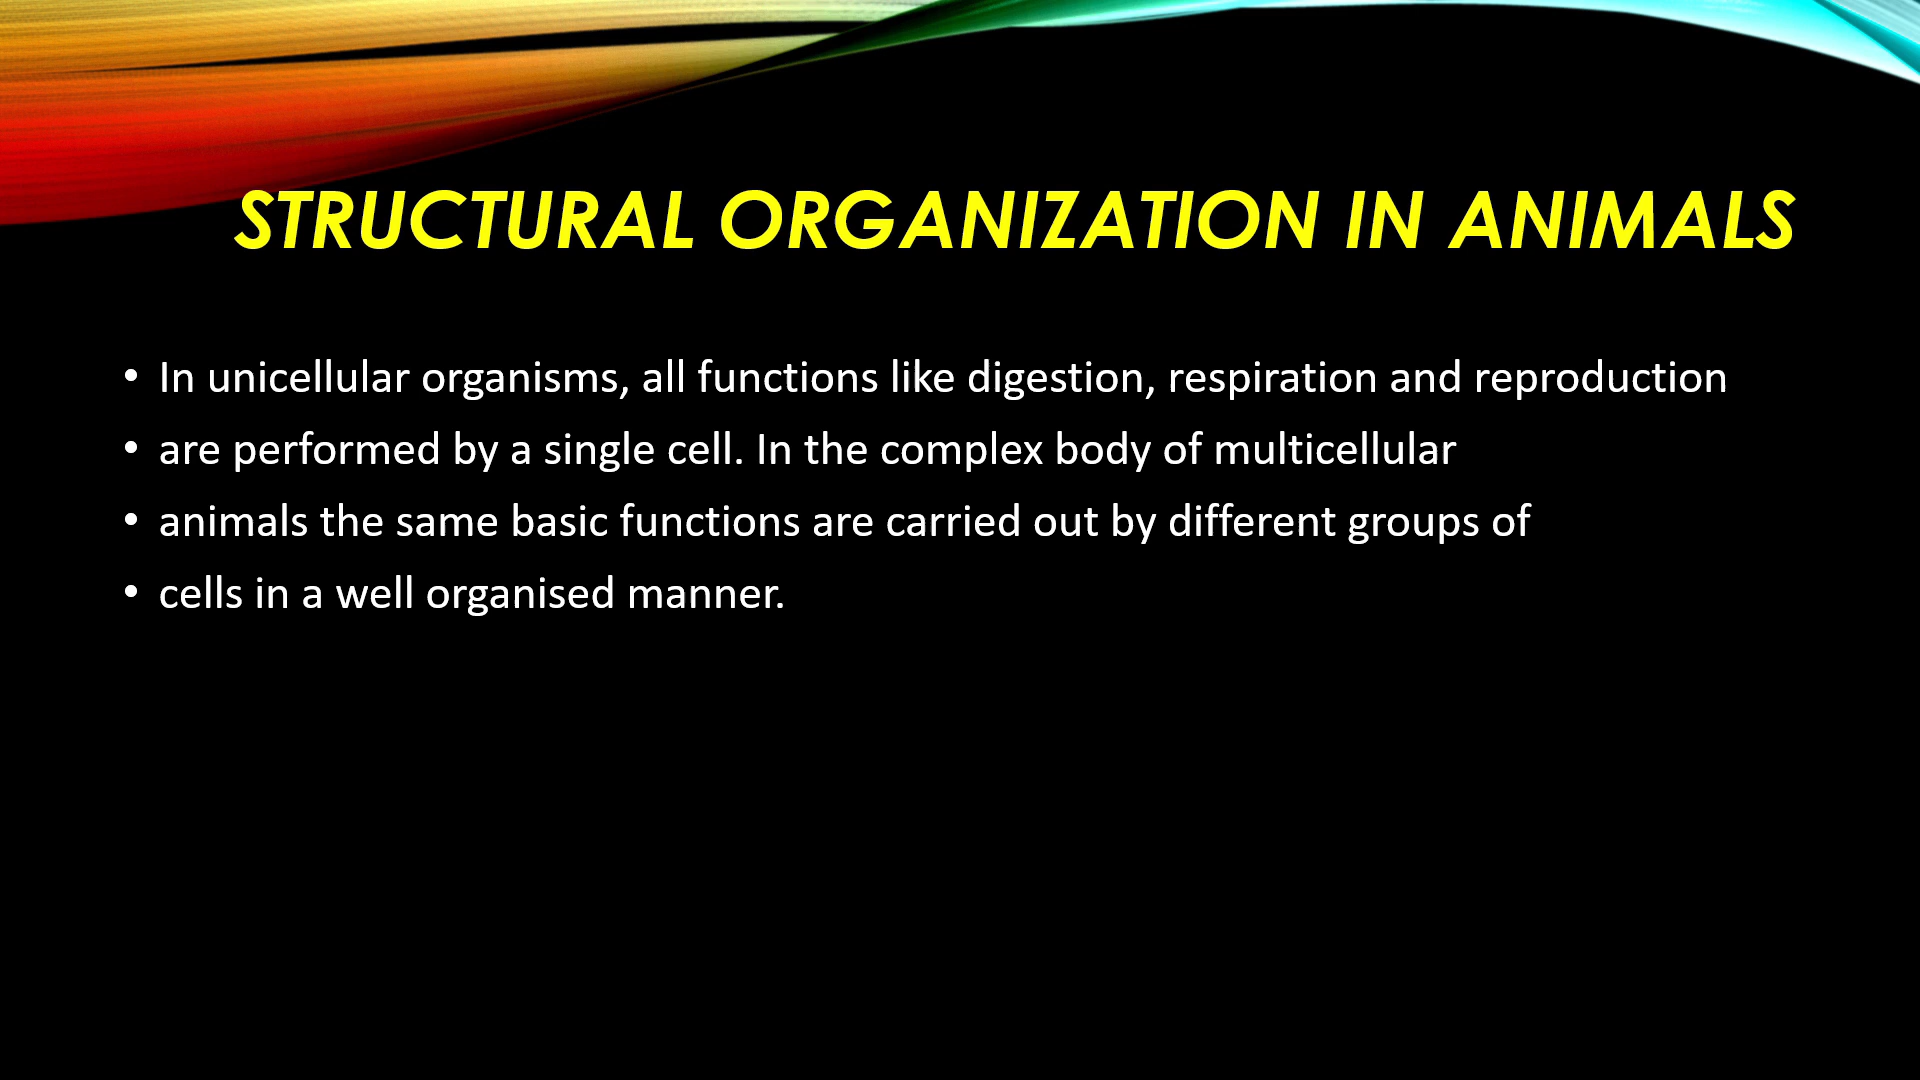 STRUCTURAL ORGANIZATION IN ANIMALS
• In unicellular organisms, all functions like digestion, respiration and reproduction
• are performed by a single cell. In the complex body of multicellular
• animals the same basic functions are carried out by different groups of
• cells in a well organised manner.